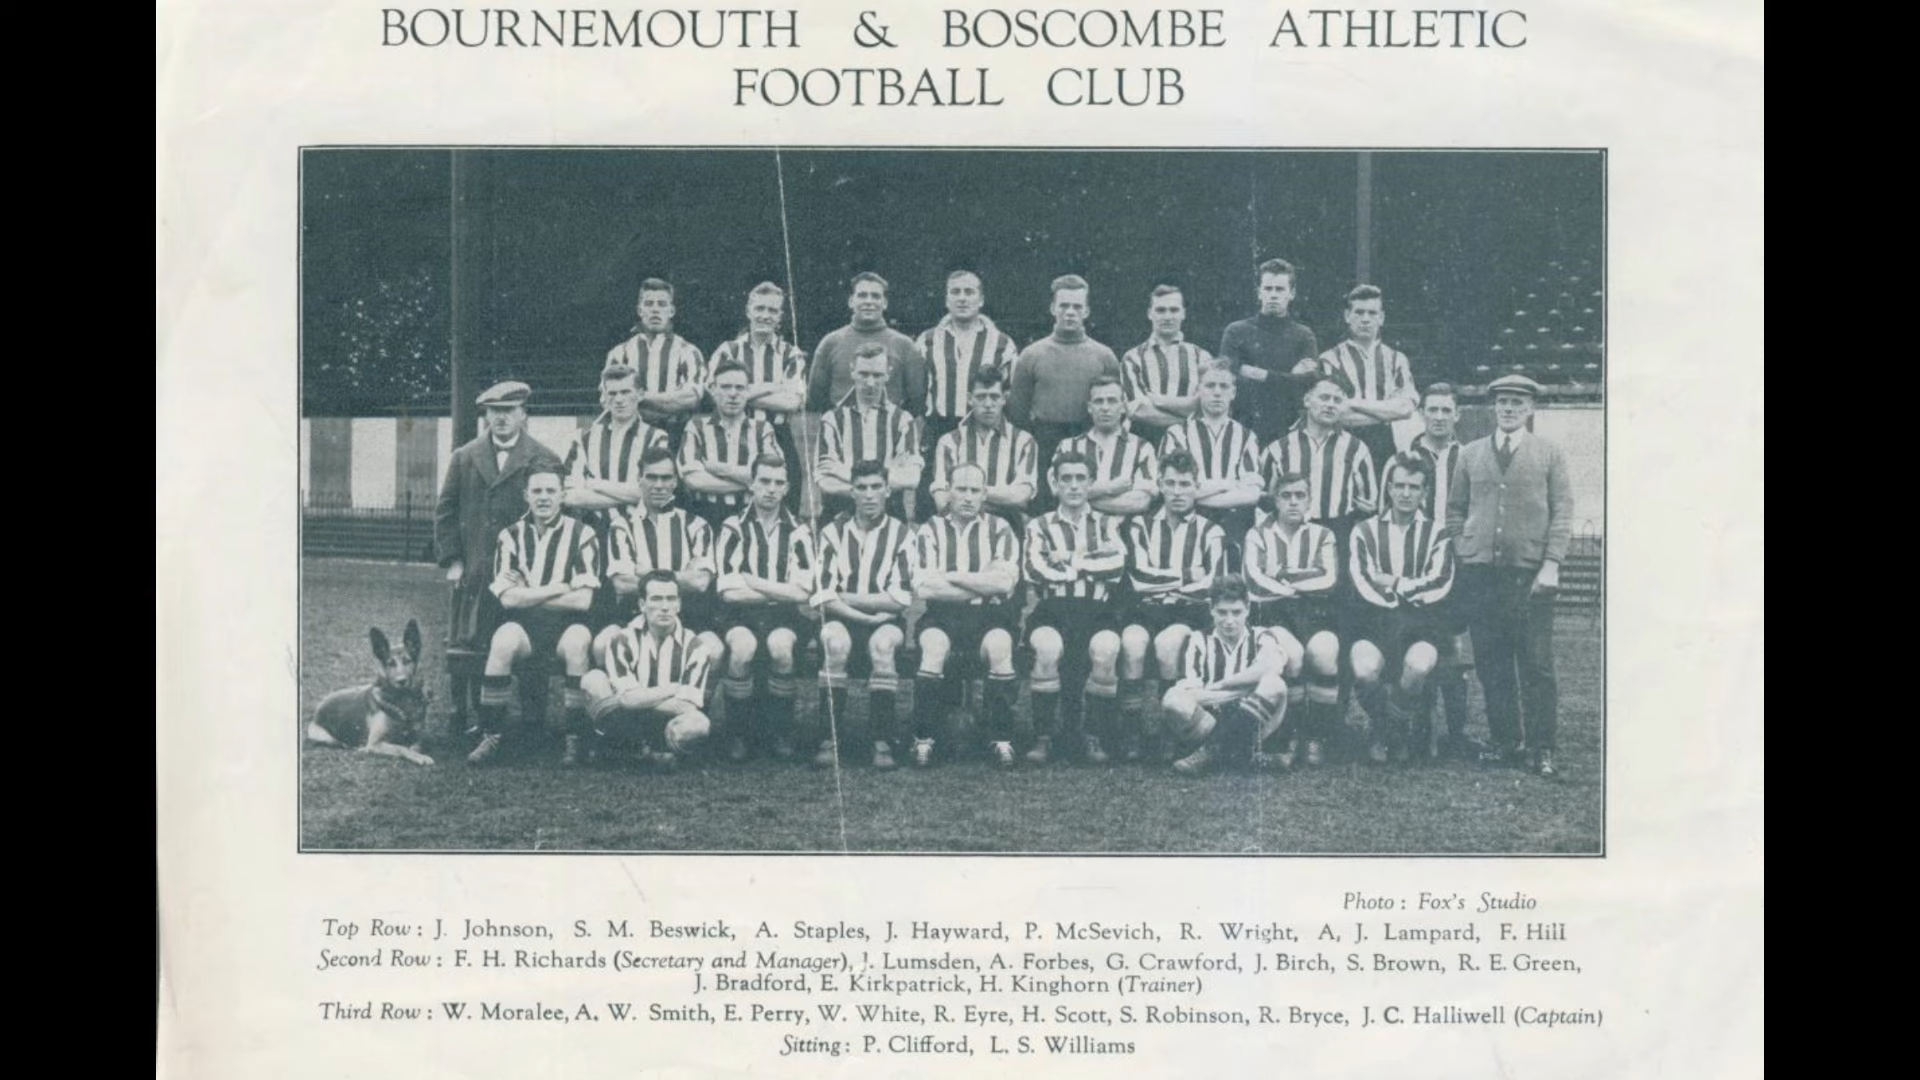 BOURNEMOUTH & BOSCOMBE ATHLETIC
FOOTBALL CLUB
Photo : Fox's Studio
Top Row : J. Johnson, S. M. Beswick, A. Staples, J. Hayward, P. McSevich, R. Wright, A, J. Lampard, F. Hill
Second Row : F. H. Richards (Secretary and Manager), J. Lumsden, A. Forbes, G. Crawford, J. Birch, S. Brown, R. E. Green,
J. Bradford, E. Kirkpatrick, H. Kinghorn (Trainer)
Third Row : W. Moralee, A. W. Smith, E. Perry, W. White, R. Eyre, H. Scott, S. Robinson, R. Bryce, J. C. Halliwell (Captain)
Sitting : P. Clifford, L. S. Williams